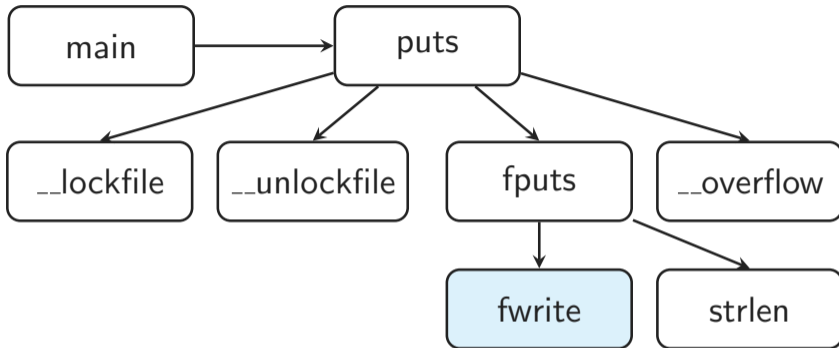 main
puts
__lockfile
__unlockfile
fputs
__overflow
fwrite
strlen